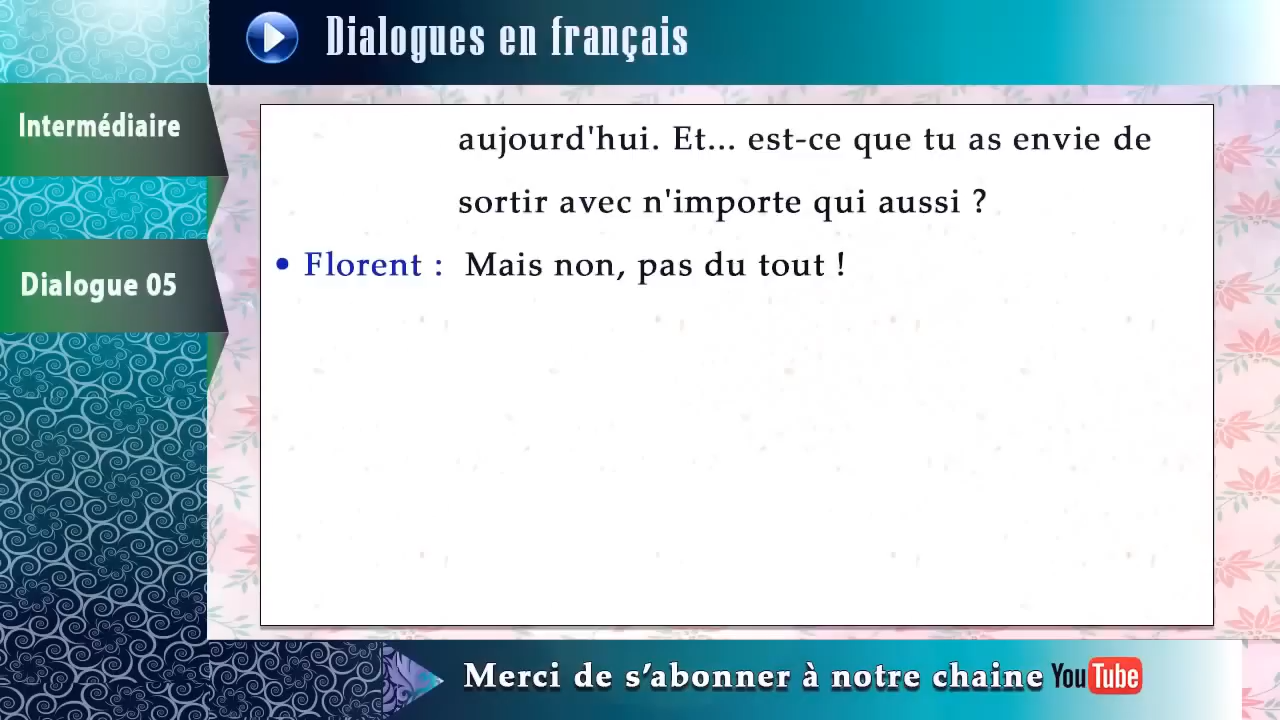 Dialogues en français
Intermédiaire
Dialogue 05
aujourd'hui. Et... est-ce que tu as envie de
sortir avec n'importe qui aussi ?
• Florent : Mais non, pas du tout !
Merci de s’abonner à notre chaine YouTube